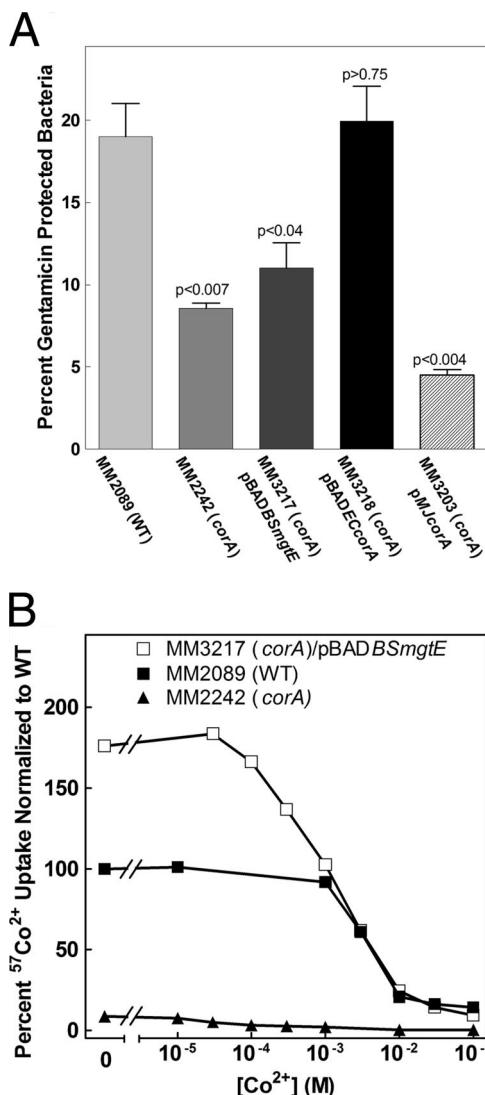 A
Percent Gentamicin Protected Bacteria
20
15
10
5
0
p<0.007
p<0.04
p>0.75
p<0.004
MM2089 (WT)
MM2242 (corA)
MM3217 (corA)
pBADBSmgtE
MM3218 (corA)
pBADECcorA
MM3203 (corA)
pMJcorA
B
Percent ⁵⁷Co²⁺ Uptake Normalized to WT
MM3217 (corA)/pBADBSmgtE
MM2089 (WT)
MM2242 (corA)
200
150
100
50
0
0 10⁻⁵ 10⁻⁴ 10⁻³ 10⁻² 10⁻
[Co²⁺] (M)